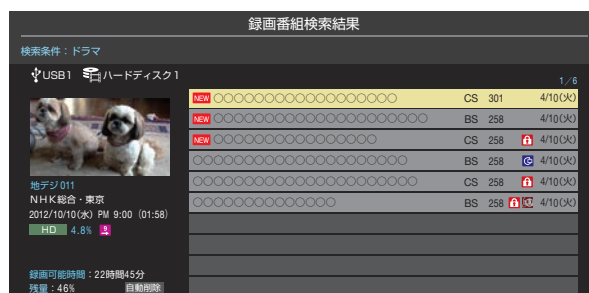 録画番組検索結果
検索条件：ドラマ
USB1 ハードディスク1
1/6
NEW ○○○○○○○○○○○○○○○○○○ CS 301 4/10(火)
NEW ○○○○○○○○○○○○○○○○○○○○○ BS 258 4/10(火)
NEW ○○○○○○○○○○○○○○○○ CS 258 4/10(火)
○○○○○○○○○○○○○○○○○○○○○ BS 258 4/10(火)
○○○○○○○○○○○○○○○○○○○○○○ CS 258 4/10(火)
○○○○○○○○○○○○○○ BS 258 4/10(火)
地デジ011
NHK総合・東京
2012/10/10(水) PM 9:00 (01:58)
HD 4.8%
録画可能時間：22時間45分
残量：46% 自動削除